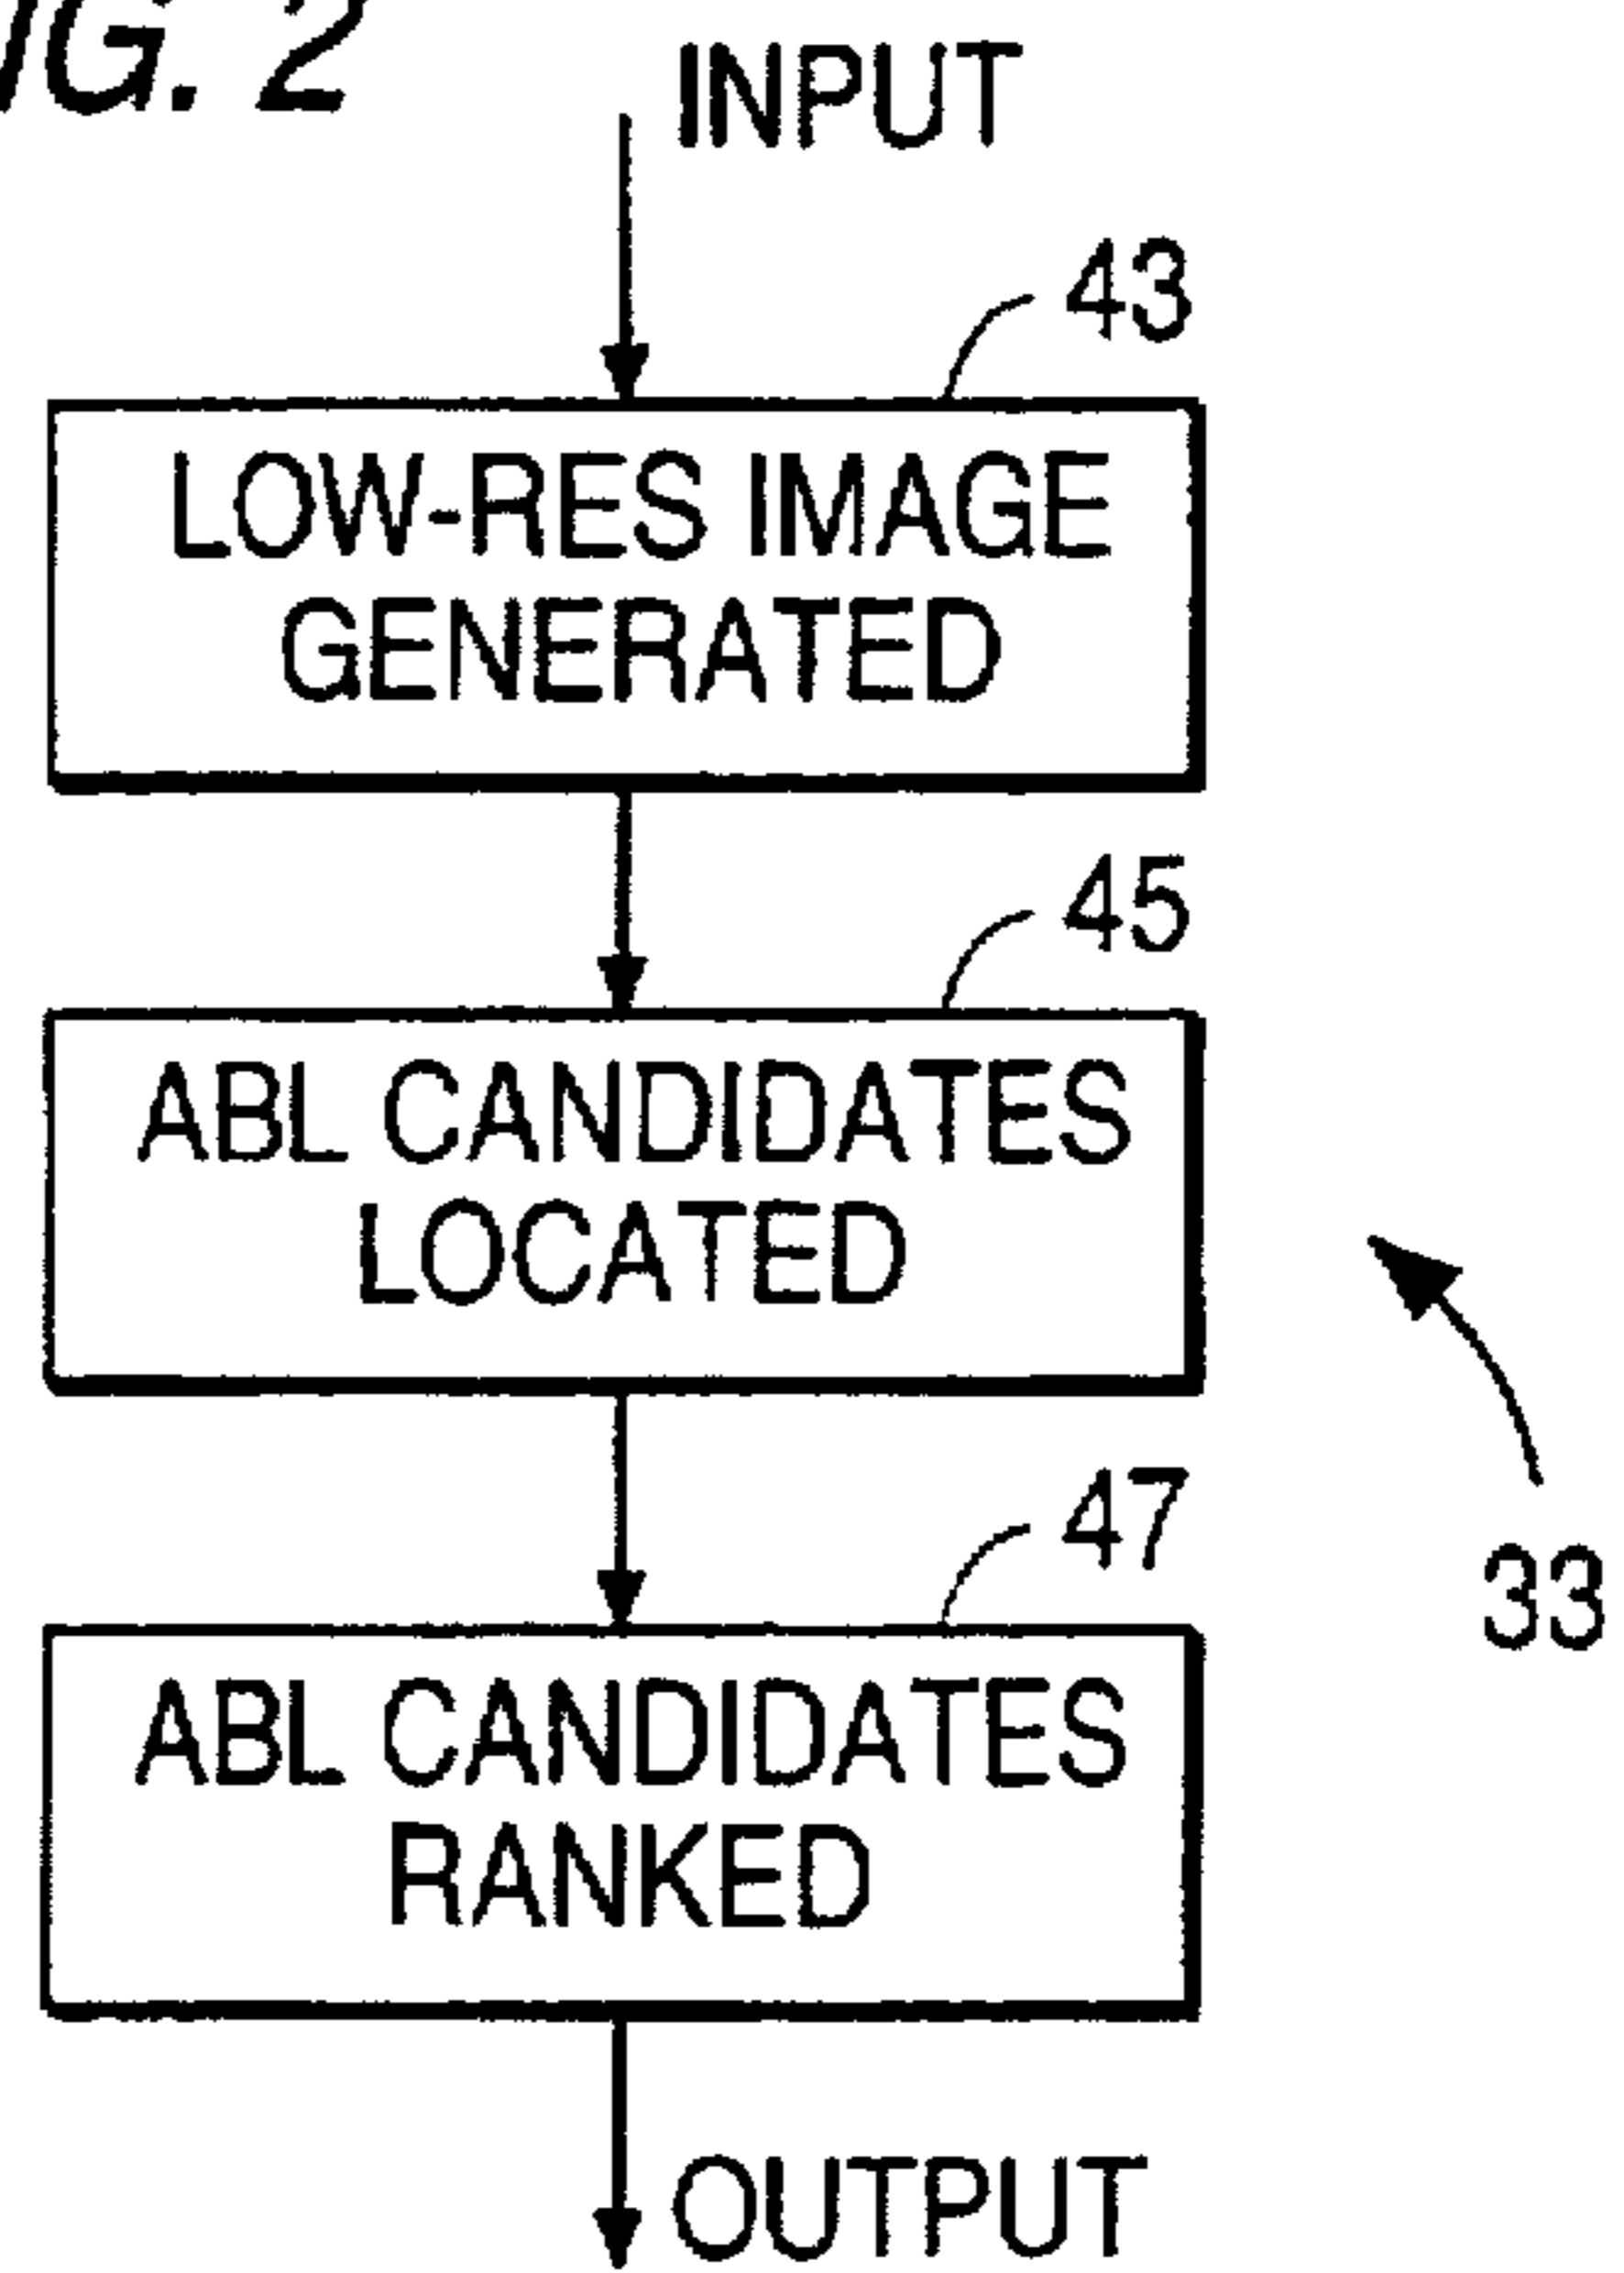 IG. 2
INPUT
43
LOW-RES IMAGE
GENERATED
45
ABL CANDIDATES
LOCATED
47
33
ABL CANDIDATES
RANKED
OUTPUT